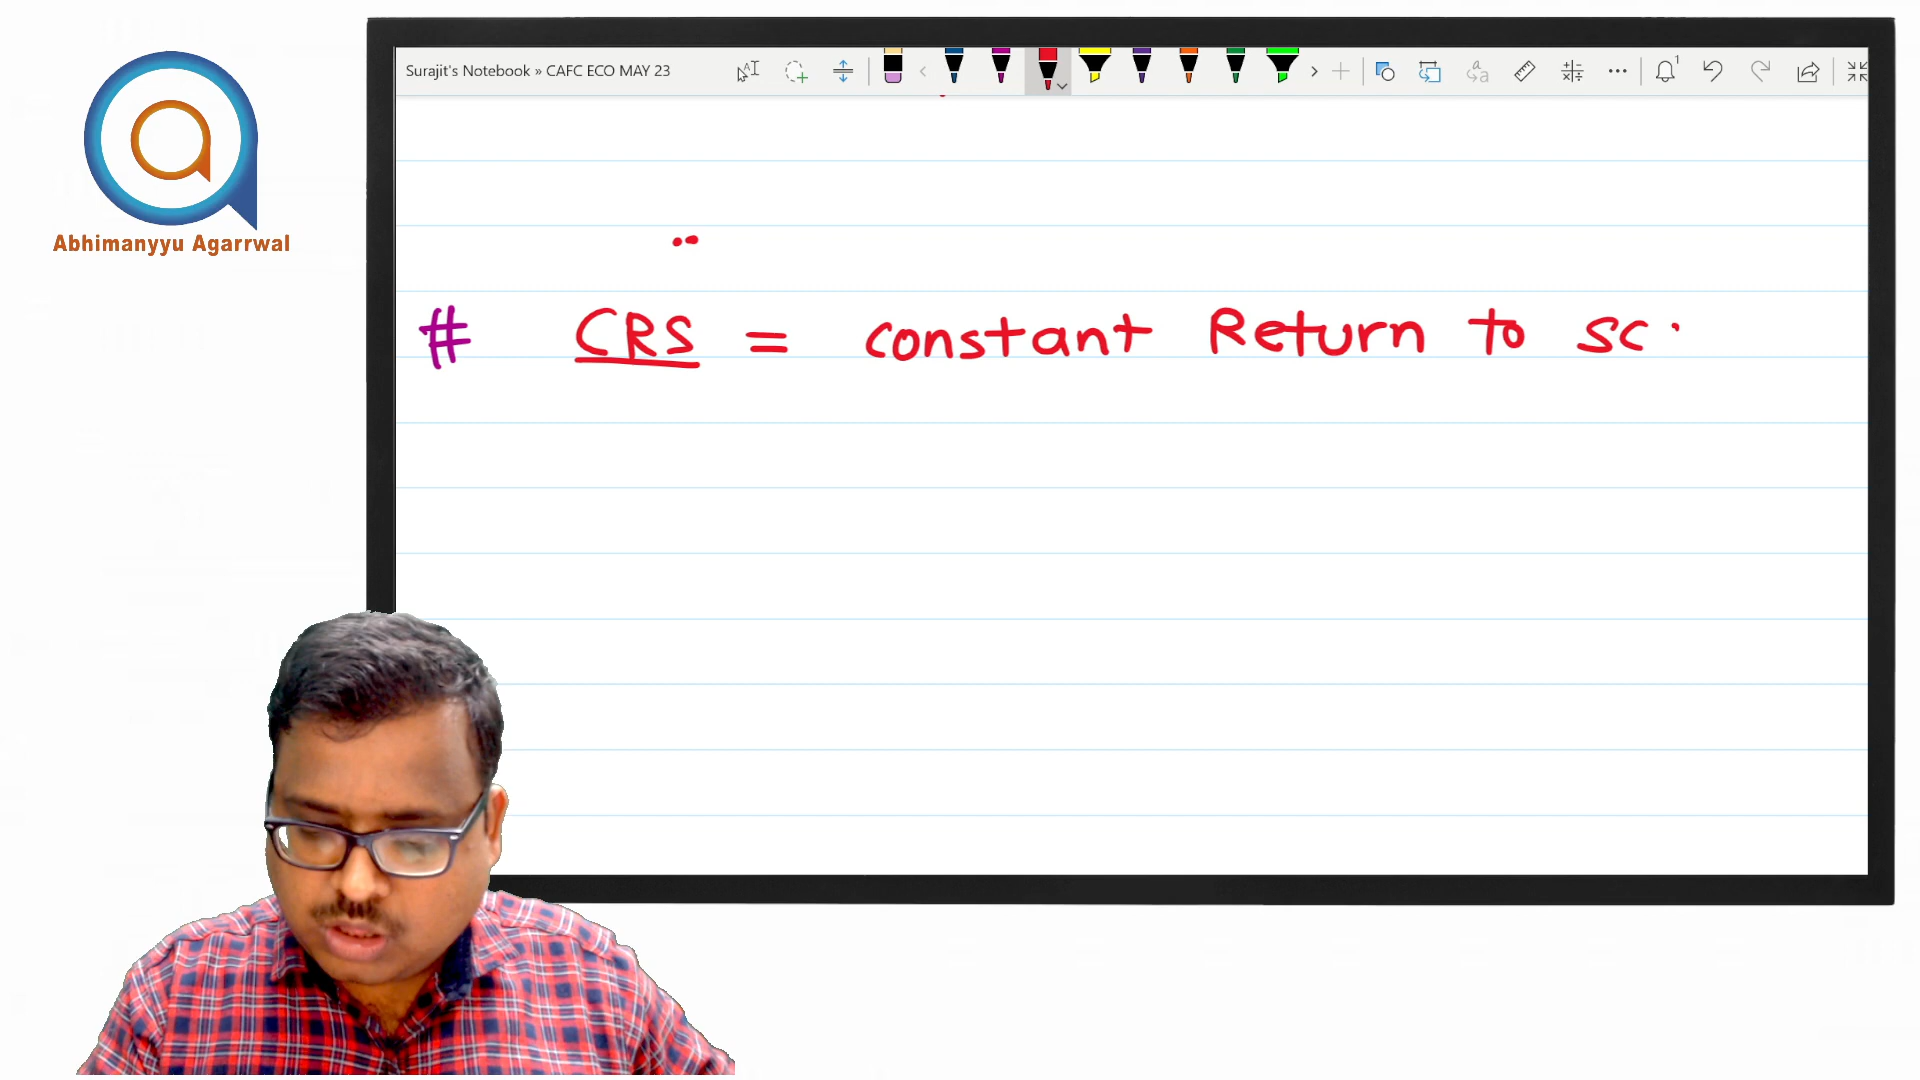 Surajit's Notebook » CAFC ECO MAY 23
Abhimanyyu Agarrwal
# CRS = constant Return to sc